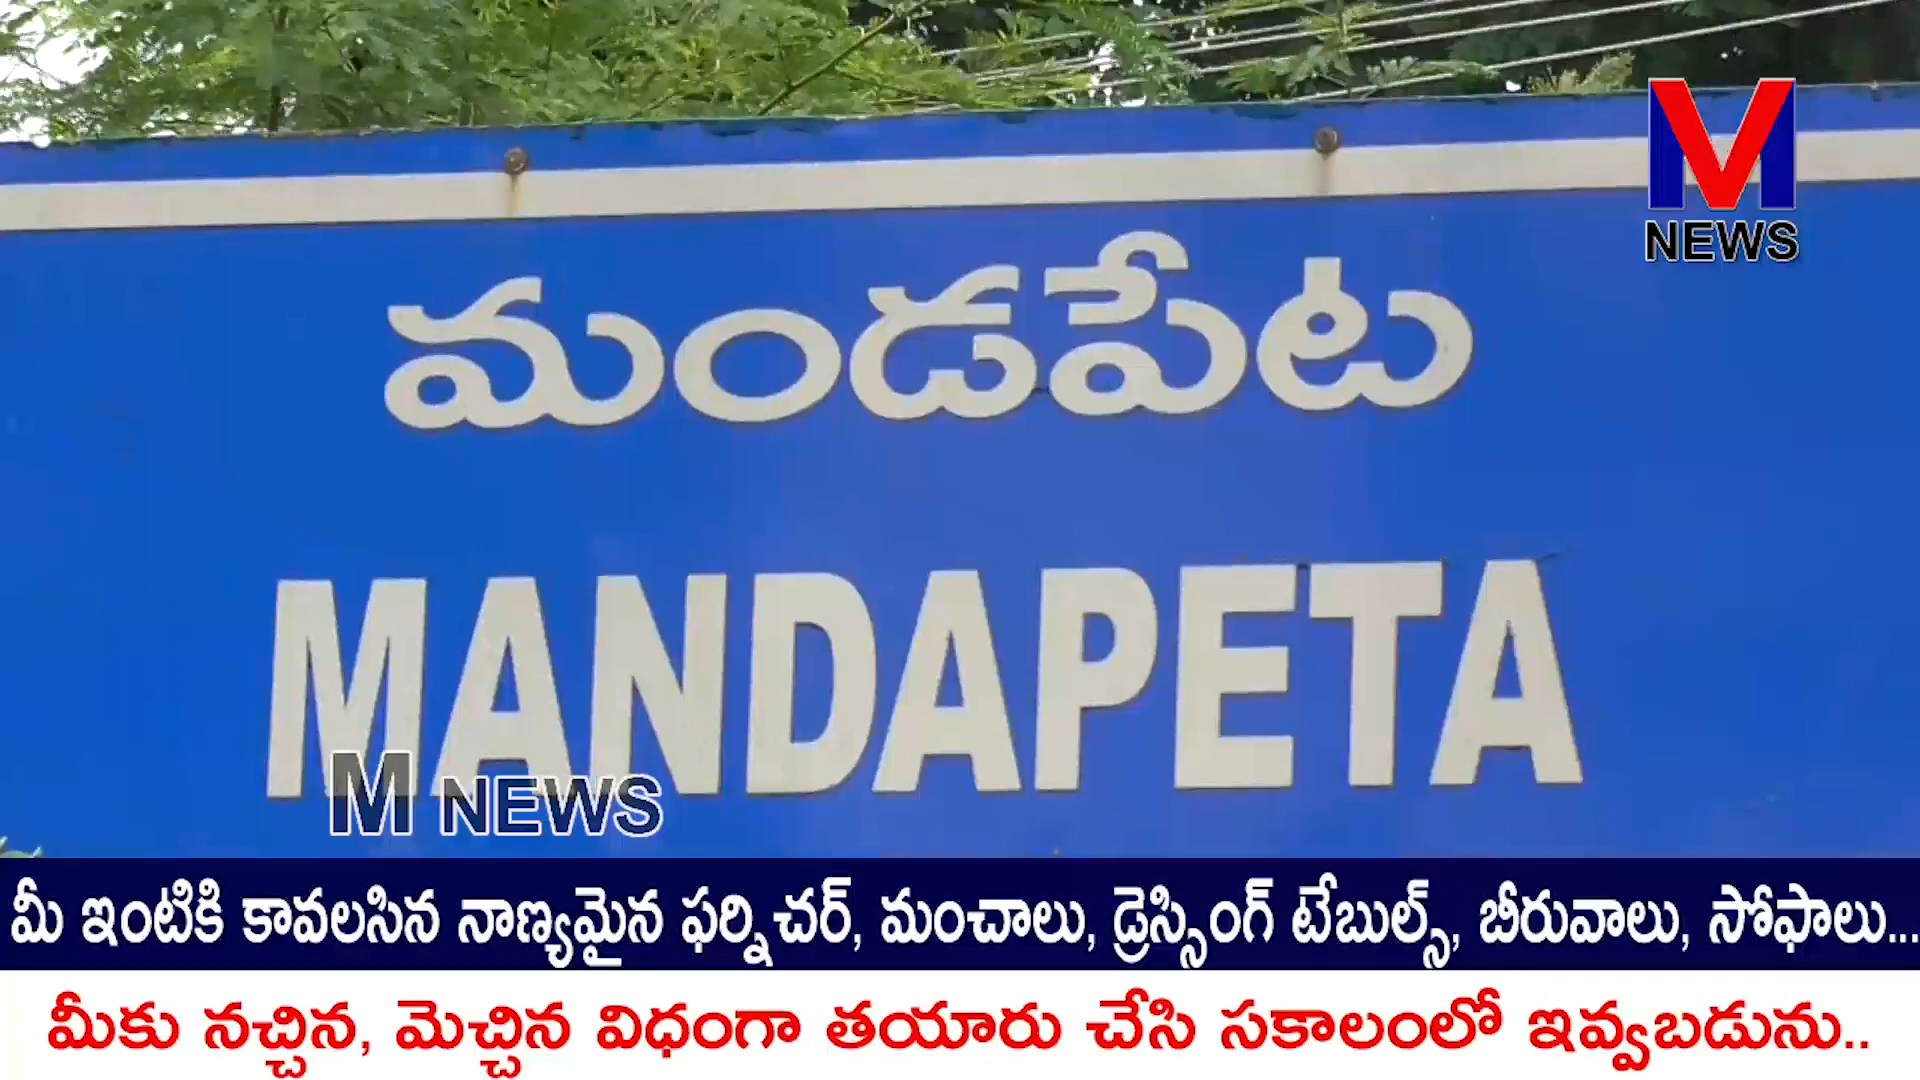 M
NEWS
మండపేట
MANDAPETA
M NEWS
మీ ఇంటికి కావలసిన నాణ్యమైన ఫర్నిచర్, మంచాలు, డ్రెస్సింగ్ టేబుల్స్, బీరువాలు, సోఫాలు...
మీకు నచ్చిన, మెచ్చిన విధంగా తయారు చేసి సకాలంలో ఇవ్వబడును..